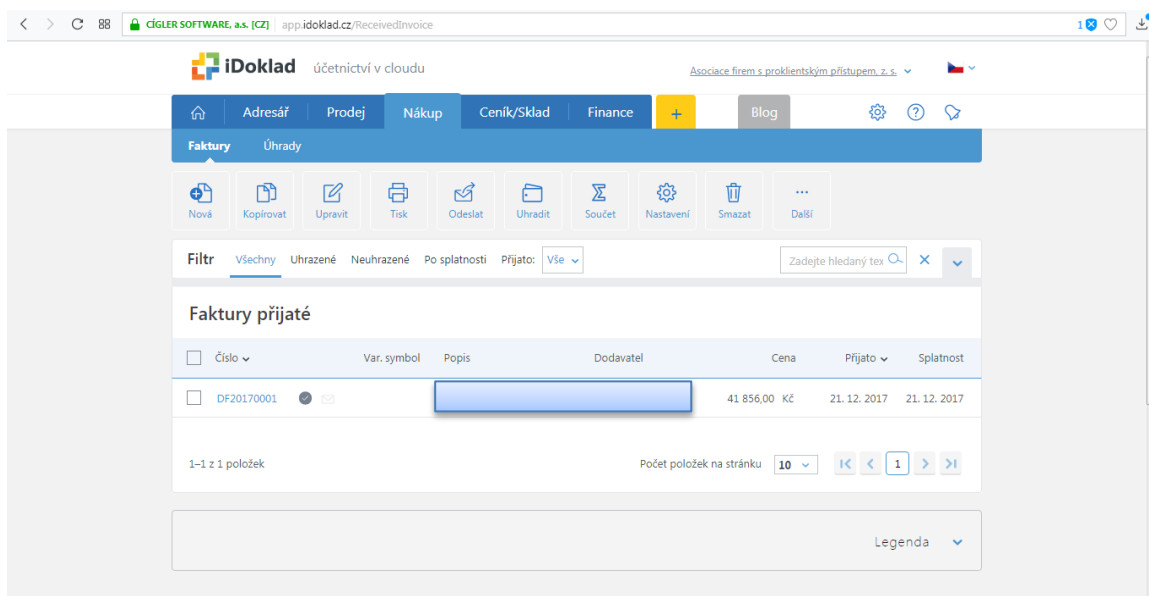 CÍGLER SOFTWARE, a.s. [CZ] app.idoklad.cz/ReceivedInvoice 1
iDoklad účetnictví v cloudu Asociace firem s proklientským přístupem, z. s.
Adresář Prodej Nákup Ceník/Sklad Finance + Blog
Faktury Úhrady
Nová Kopírovat Upravit Tisk Odeslat Uhradit Součet Nastavení Smazat Další
Filtr Všechny Uhrazené Neuhrazené Po splatnosti Přijato: Vše Zadejte hledaný tex
Faktury přijaté
Číslo Var. symbol Popis Dodavatel Cena Přijato Splatnost
DF20170001 41 856,00 Kč 21. 12. 2017 21. 12. 2017
1–1 z 1 položek Počet položek na stránku 10 1
Legenda